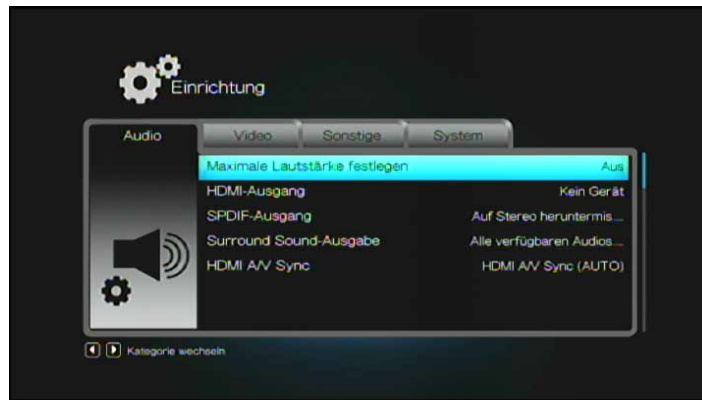 Einrichtung
Audio Video Sonstige System
Maximale Lautstärke festlegen Aus
HDMI-Ausgang Kein Gerät
SPDIF-Ausgang Auf Stereo heruntermis...
Surround Sound-Ausgabe Alle verfügbaren Audios...
HDMI A/V Sync HDMI A/V Sync (AUTO)
Kategorie wechseln